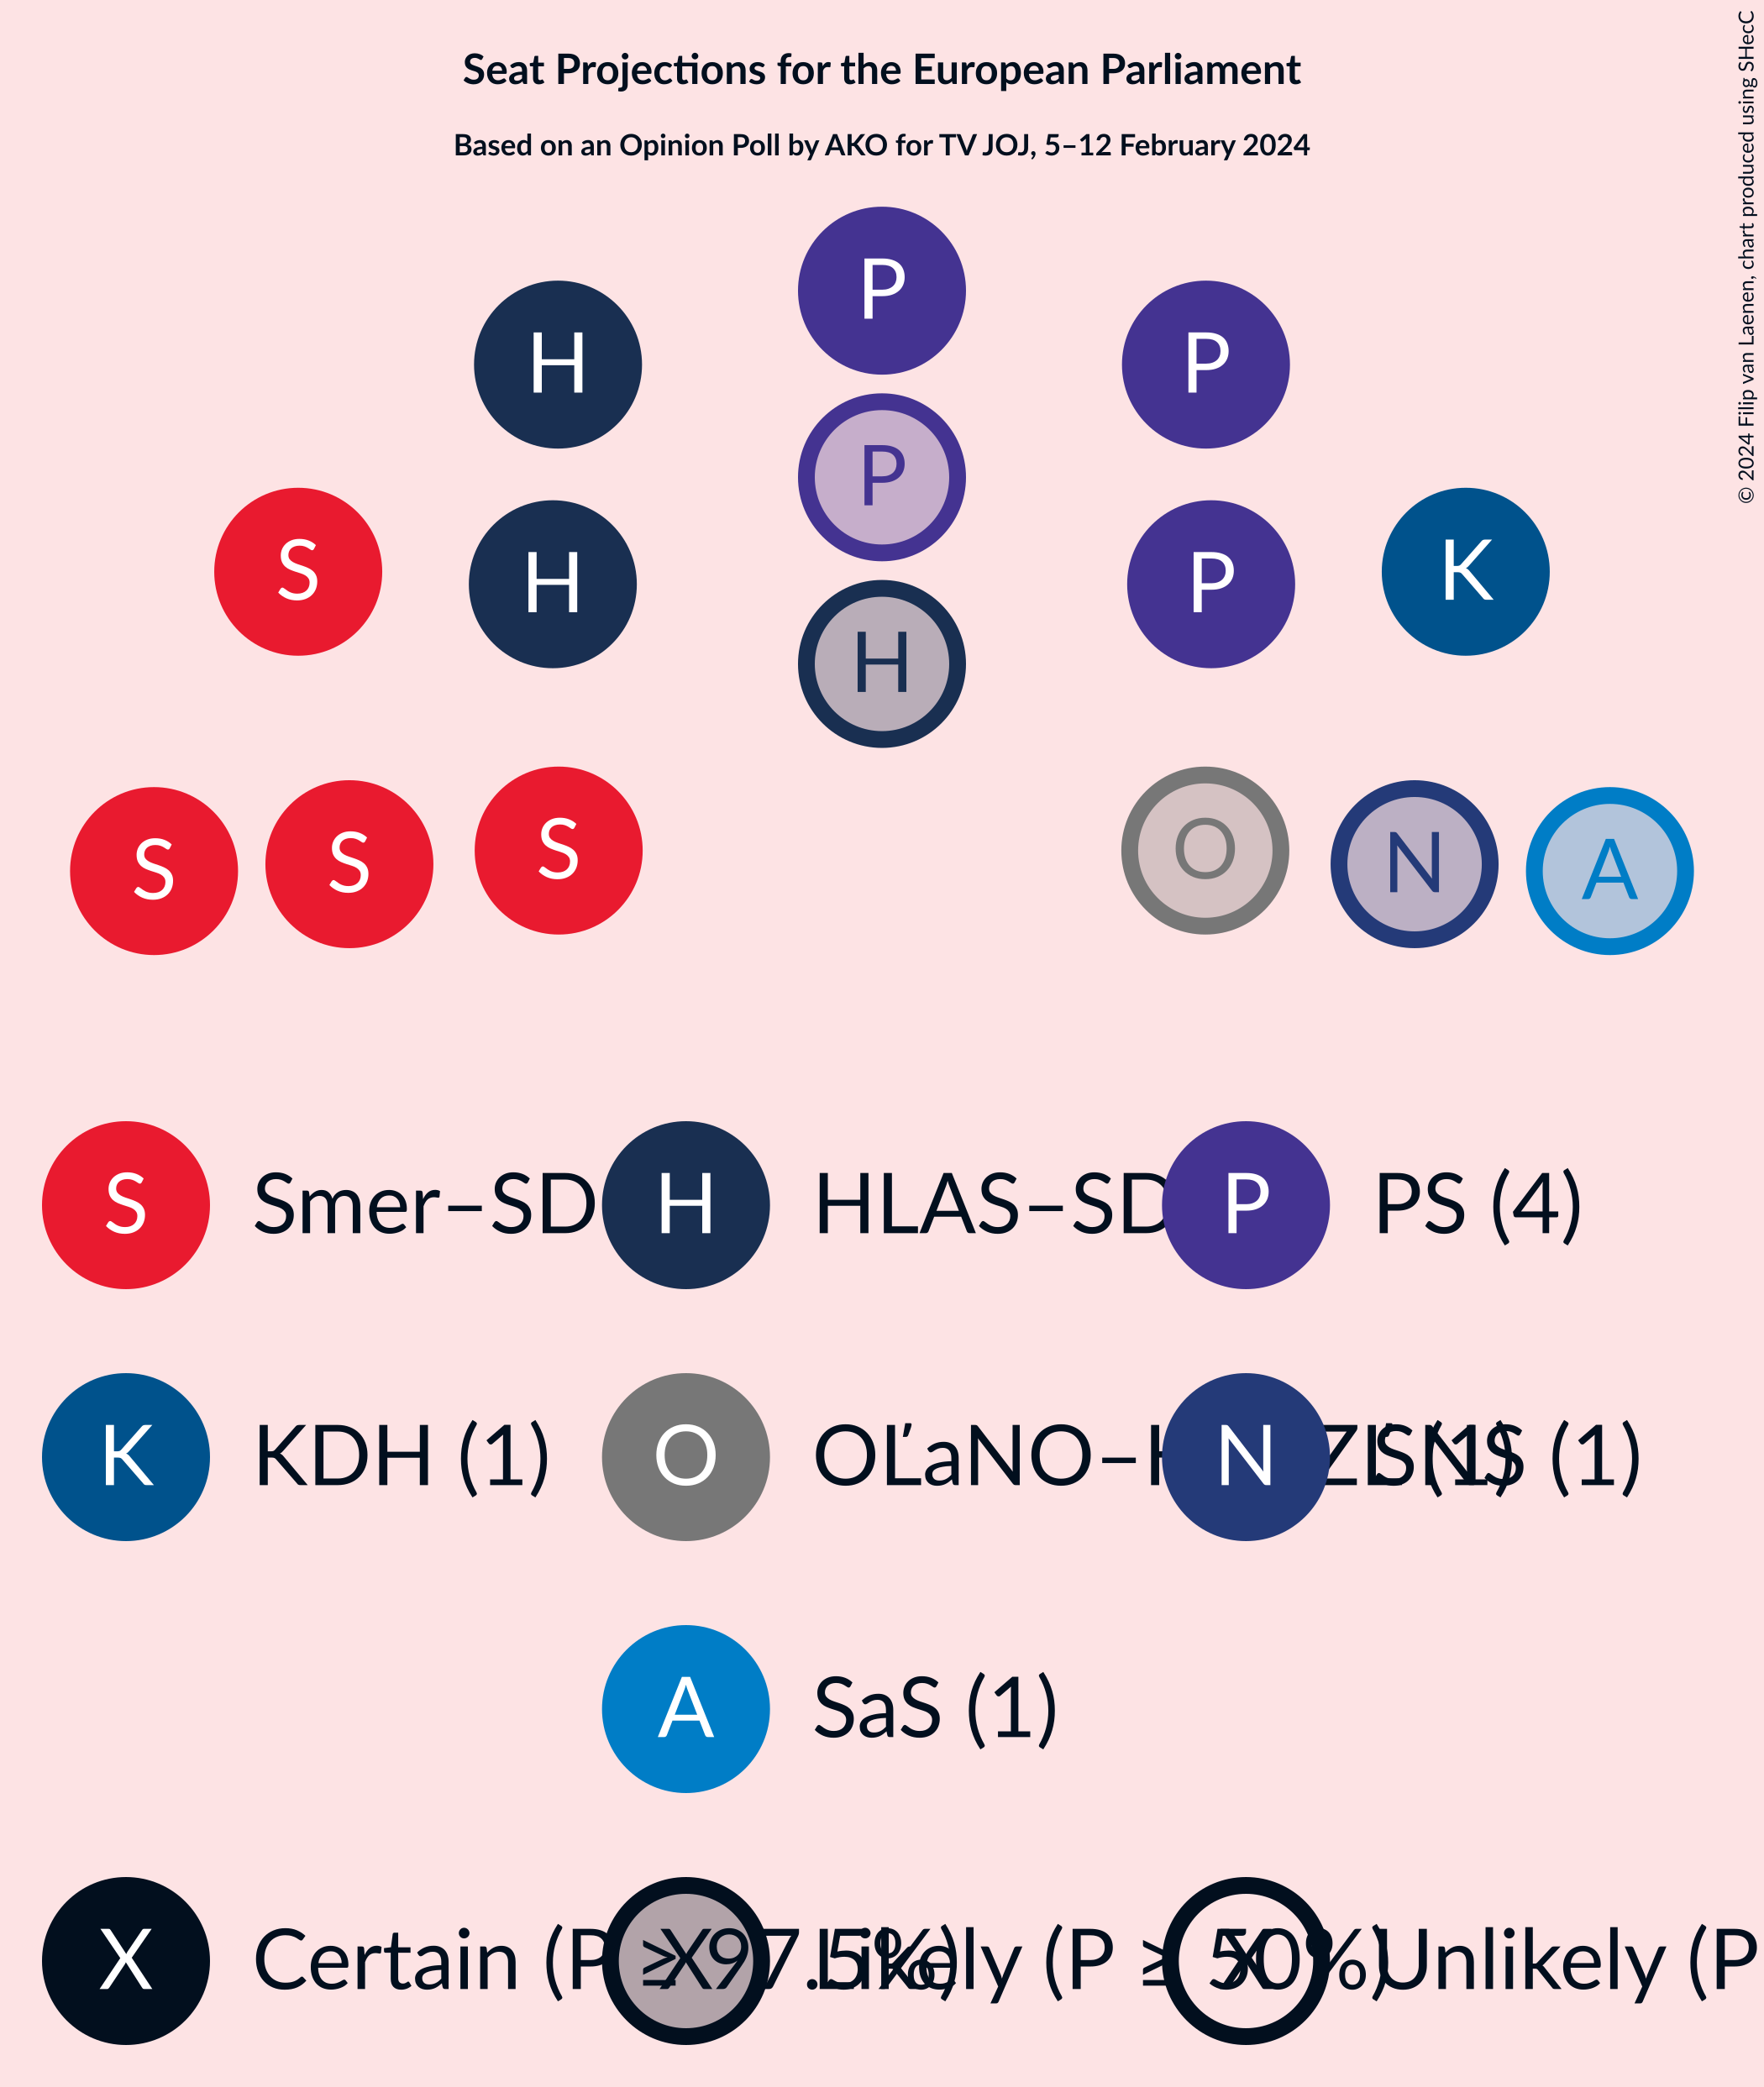 Seat Projections for the European Parliament
Based on an Opinion Poll by AKO for TV JOJ, 5–12 February 2024
© 2024 Filip van Laenen, chart produced using SHecC
P
H P
P
S K
H P
H
S S S O N A
S Smer–SD H HLAS–SD P PS (4)
K KDH (1) O OĽaNO– N SNS (1)
A SaS (1)
X Certain (P ≥ 97.5%) X Likely (P ≥ 50%) X Unlikely (P